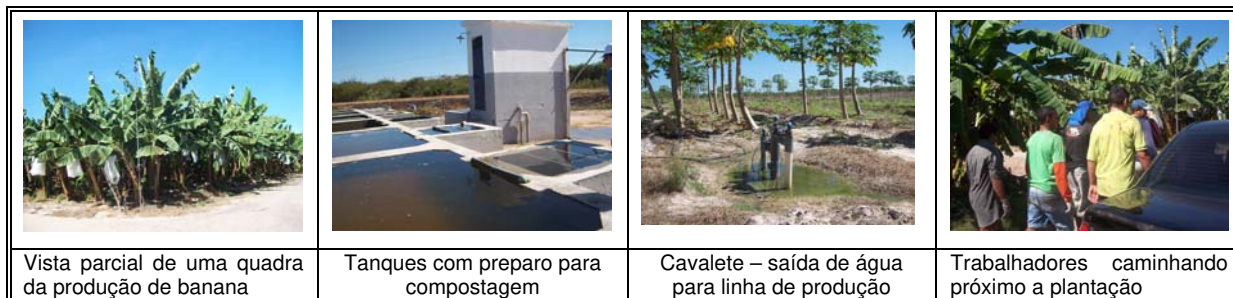 Vista parcial de uma quadra
da produção de banana
Tanques com preparo para
compostagem
Cavalete – saída de água
para linha de produção
Trabalhadores caminhando
próximo a plantação